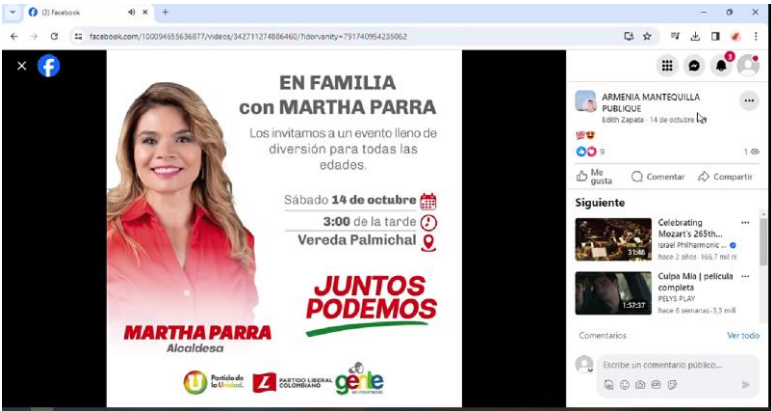 (3) Facebook
facebook.com/100094655636877/videos/342711274886460/?idorvanity=791740954235062
EN FAMILIA
con MARTHA PARRA
Los invitamos a un evento lleno de
diversión para todas las
edades.
Sábado 14 de octubre
3:00 de la tarde
Vereda Palmichal
JUNTOS
PODEMOS
MARTHA PARRA
Alcaldesa
Partido de
la Unidad.
L
PARTIDO LIBERAL
COLOMBIANO
gente
en movimiento
3
ARMENIA MANTEQUILLA
PUBLIQUE
Edith Zapata · 14 de octubre
9
1
Me
gusta
Comentar
Compartir
Siguiente
Celebrating
Mozart's 265th...
Israel Philharmonic ...
hace 2 años · 166,7 mil re
31:48
Culpa Mía | película
completa
PELYS PLAY
hace 6 semanas · 3,3 mill
1:57:37
Comentarios
Ver todo
Escribe un comentario público...
GIF